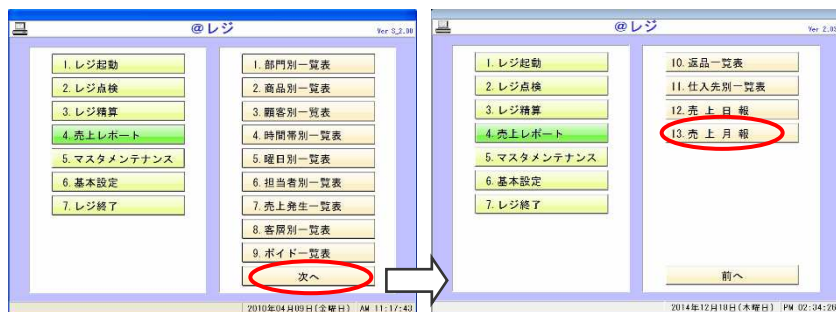 @レジ
Ver S_2.00
1.レジ起動
2.レジ点検
3.レジ精算
4.売上レポート
5.マスタメンテナンス
6.基本設定
7.レジ終了
1.部門別一覧表
2.商品別一覧表
3.顧客別一覧表
4.時間帯別一覧表
5.曜日別一覧表
6.担当者別一覧表
7.売上発生一覧表
8.客層別一覧表
9.ボイド一覧表
次へ
2010年04月09日(金曜日) AM 11:17:43
@レジ
Ver 2.03
1.レジ起動
2.レジ点検
3.レジ精算
4.売上レポート
5.マスタメンテナンス
6.基本設定
7.レジ終了
10.返品一覧表
11.仕入先別一覧表
12.売 上 日 報
13.売 上 月 報
前へ
2014年12月18日(木曜日) PM 02:34:26